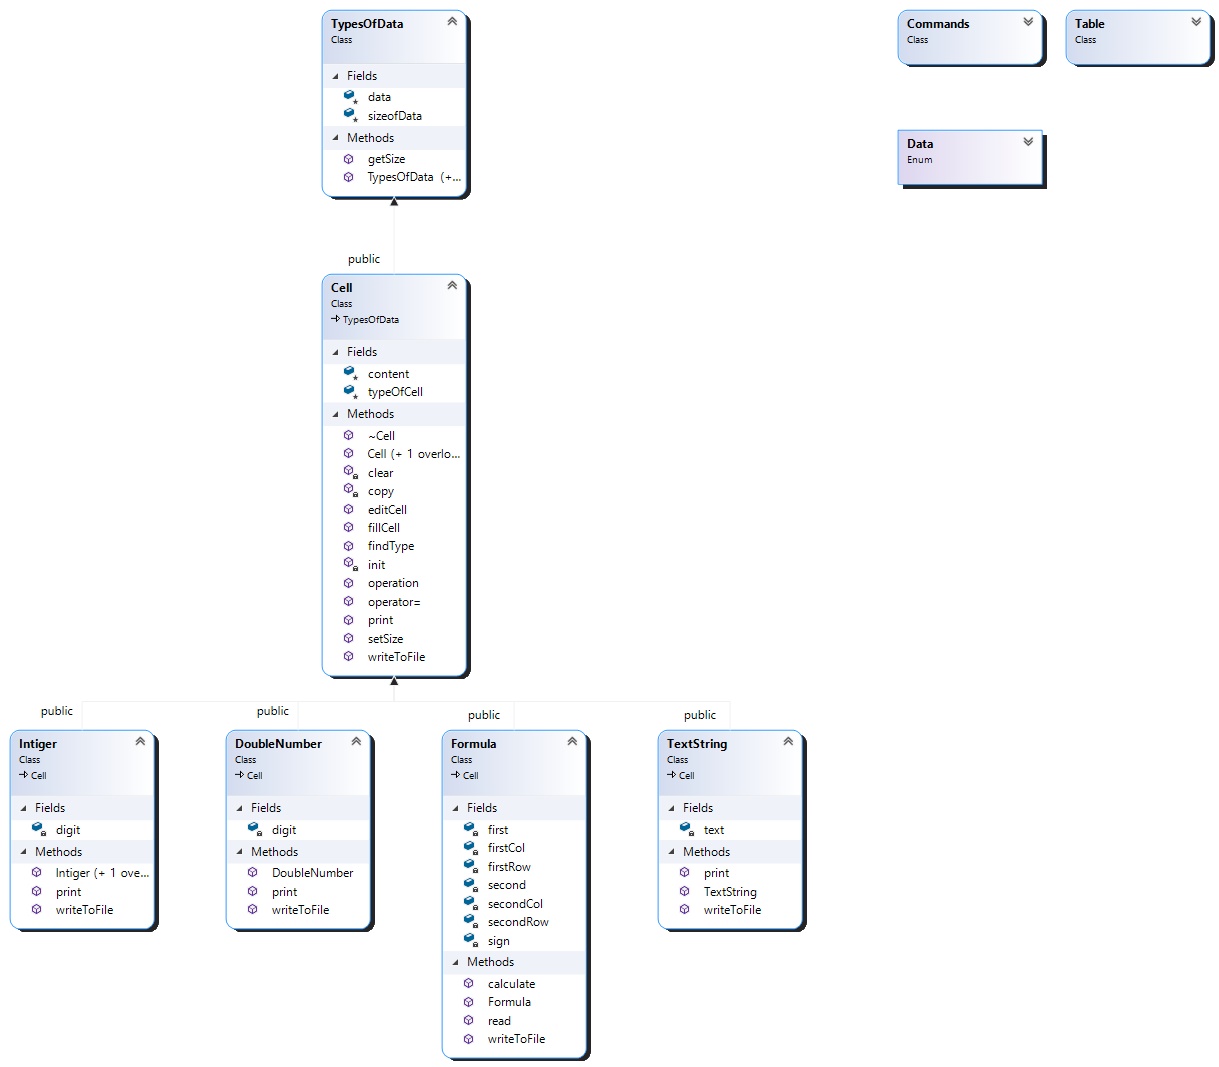 TypesOfData
Class
Fields
data
sizeofData
Methods
getSize
TypesOfData (+...
public
Cell
Class
TypesOfData
Fields
content
typeOfCell
Methods
~Cell
Cell (+ 1 overlo...
clear
copy
editCell
fillCell
findType
init
operation
operator=
print
setSize
writeToFile
public
Intiger
Class
Cell
Fields
digit
Methods
Intiger (+ 1 ove...
print
writeToFile
public
DoubleNumber
Class
Cell
Fields
digit
Methods
DoubleNumber
print
writeToFile
public
Formula
Class
Cell
Fields
first
firstCol
firstRow
second
secondCol
secondRow
sign
Methods
calculate
Formula
read
writeToFile
public
TextString
Class
Cell
Fields
text
Methods
print
TextString
writeToFile
Commands
Class
Table
Class
Data
Enum